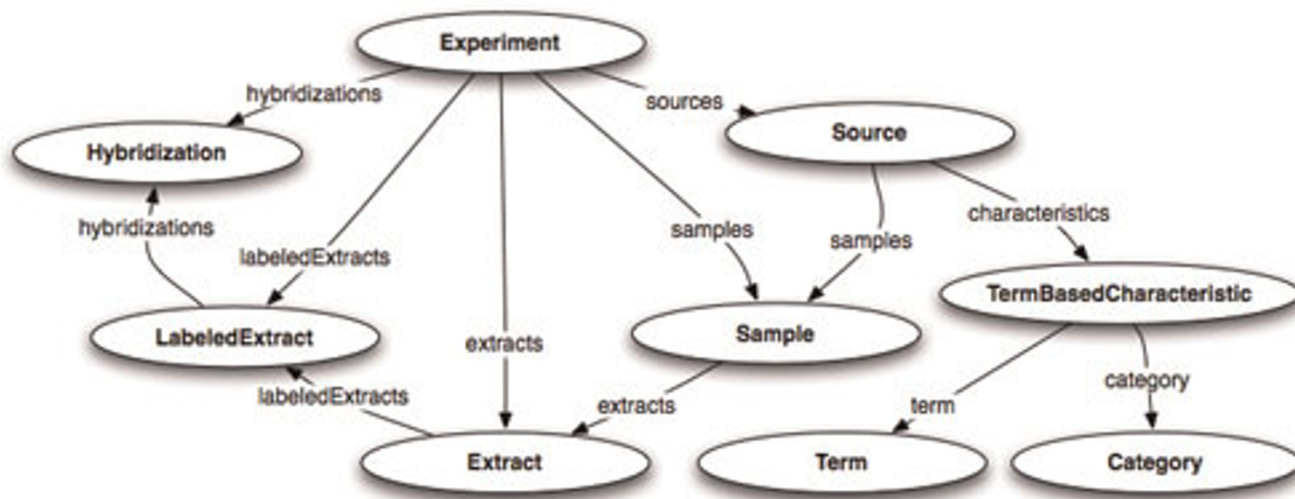 Experiment
hybridizations
sources
Source
Hybridization
characteristics
hybridizations
samples
samples
labeledExtracts
TermBasedCharacteristic
LabeledExtract
Sample
extracts
category
labeledExtracts
extracts
term
Extract
Term
Category